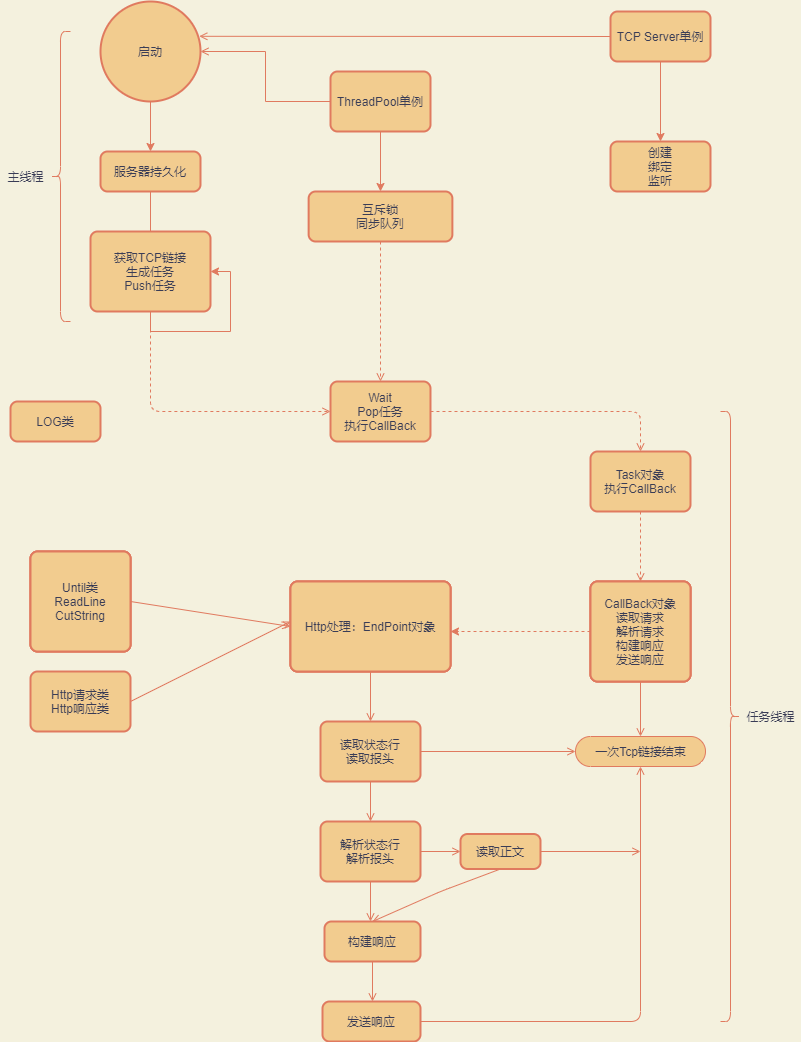 启动
TCP Server单例
ThreadPool单例
主线程
服务器持久化
创建
绑定
监听
互斥锁
同步队列
获取TCP链接
生成任务
Push任务
Wait
Pop任务
执行CallBack
LOG类
Task对象
执行CallBack
Until类
ReadLine
CutString
Http处理：EndPoint对象
CallBack对象
读取请求
解析请求
构建响应
发送响应
Http请求类
Http响应类
任务线程
读取状态行
读取报头
一次Tcp链接结束
解析状态行
解析报头
读取正文
构建响应
发送响应